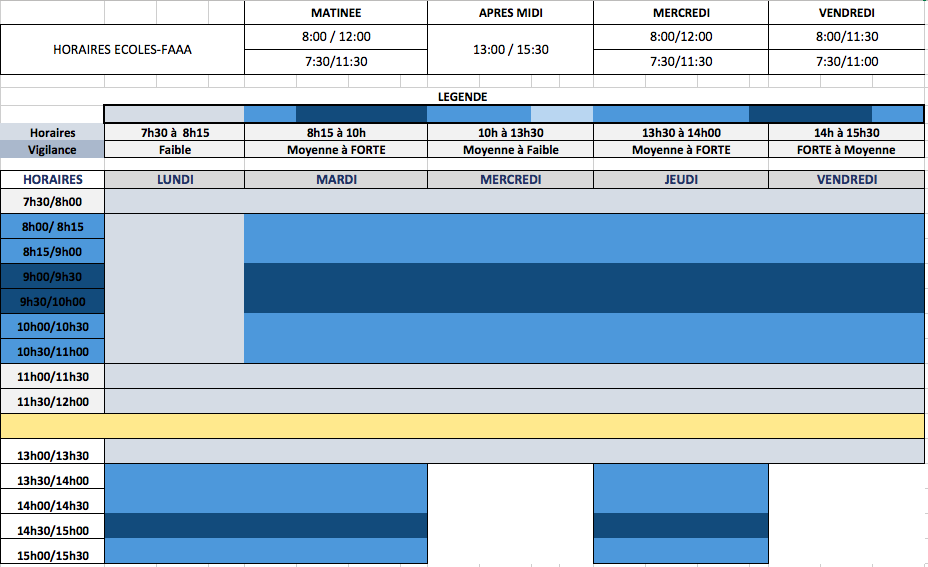 MATINEE APRES MIDI MERCREDI VENDREDI
HORAIRES ECOLES-FAAA 8:00 / 12:00 13:00 / 15:30 8:00/12:00 8:00/11:30
7:30/11:30 7:30/11:30 7:30/11:00
LEGENDE
Horaires 7h30 à 8h15 8h15 à 10h 10h à 13h30 13h30 à 14h00 14h à 15h30
Vigilance Faible Moyenne à FORTE Moyenne à Faible Moyenne à FORTE FORTE à Moyenne
HORAIRES LUNDI MARDI MERCREDI JEUDI VENDREDI
7h30/8h00
8h00/ 8h15
8h15/9h00
9h00/9h30
9h30/10h00
10h00/10h30
10h30/11h00
11h00/11h30
11h30/12h00
13h00/13h30
13h30/14h00
14h00/14h30
14h30/15h00
15h00/15h30